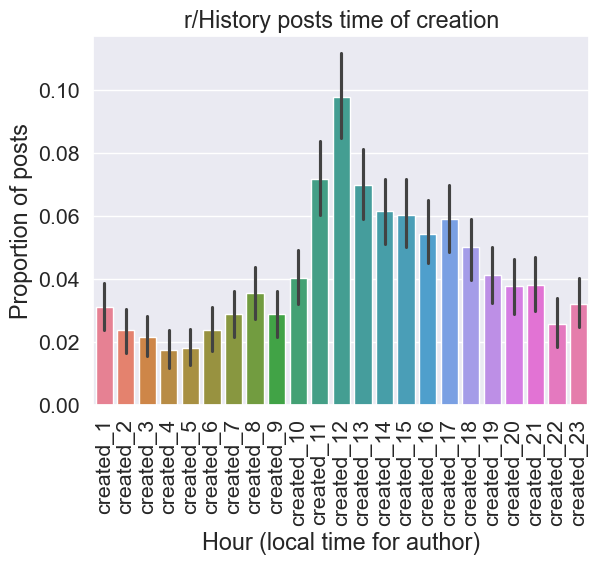 r/History posts time of creation
Proportion of posts
0.10
0.08
0.06
0.04
0.02
0.00
created_1
created_2
created_3
created_4
created_5
created_6
created_7
created_8
created_9
created_10
created_11
created_12
created_13
created_14
created_15
created_16
created_17
created_18
created_19
created_20
created_21
created_22
created_23
Hour (local time for author)